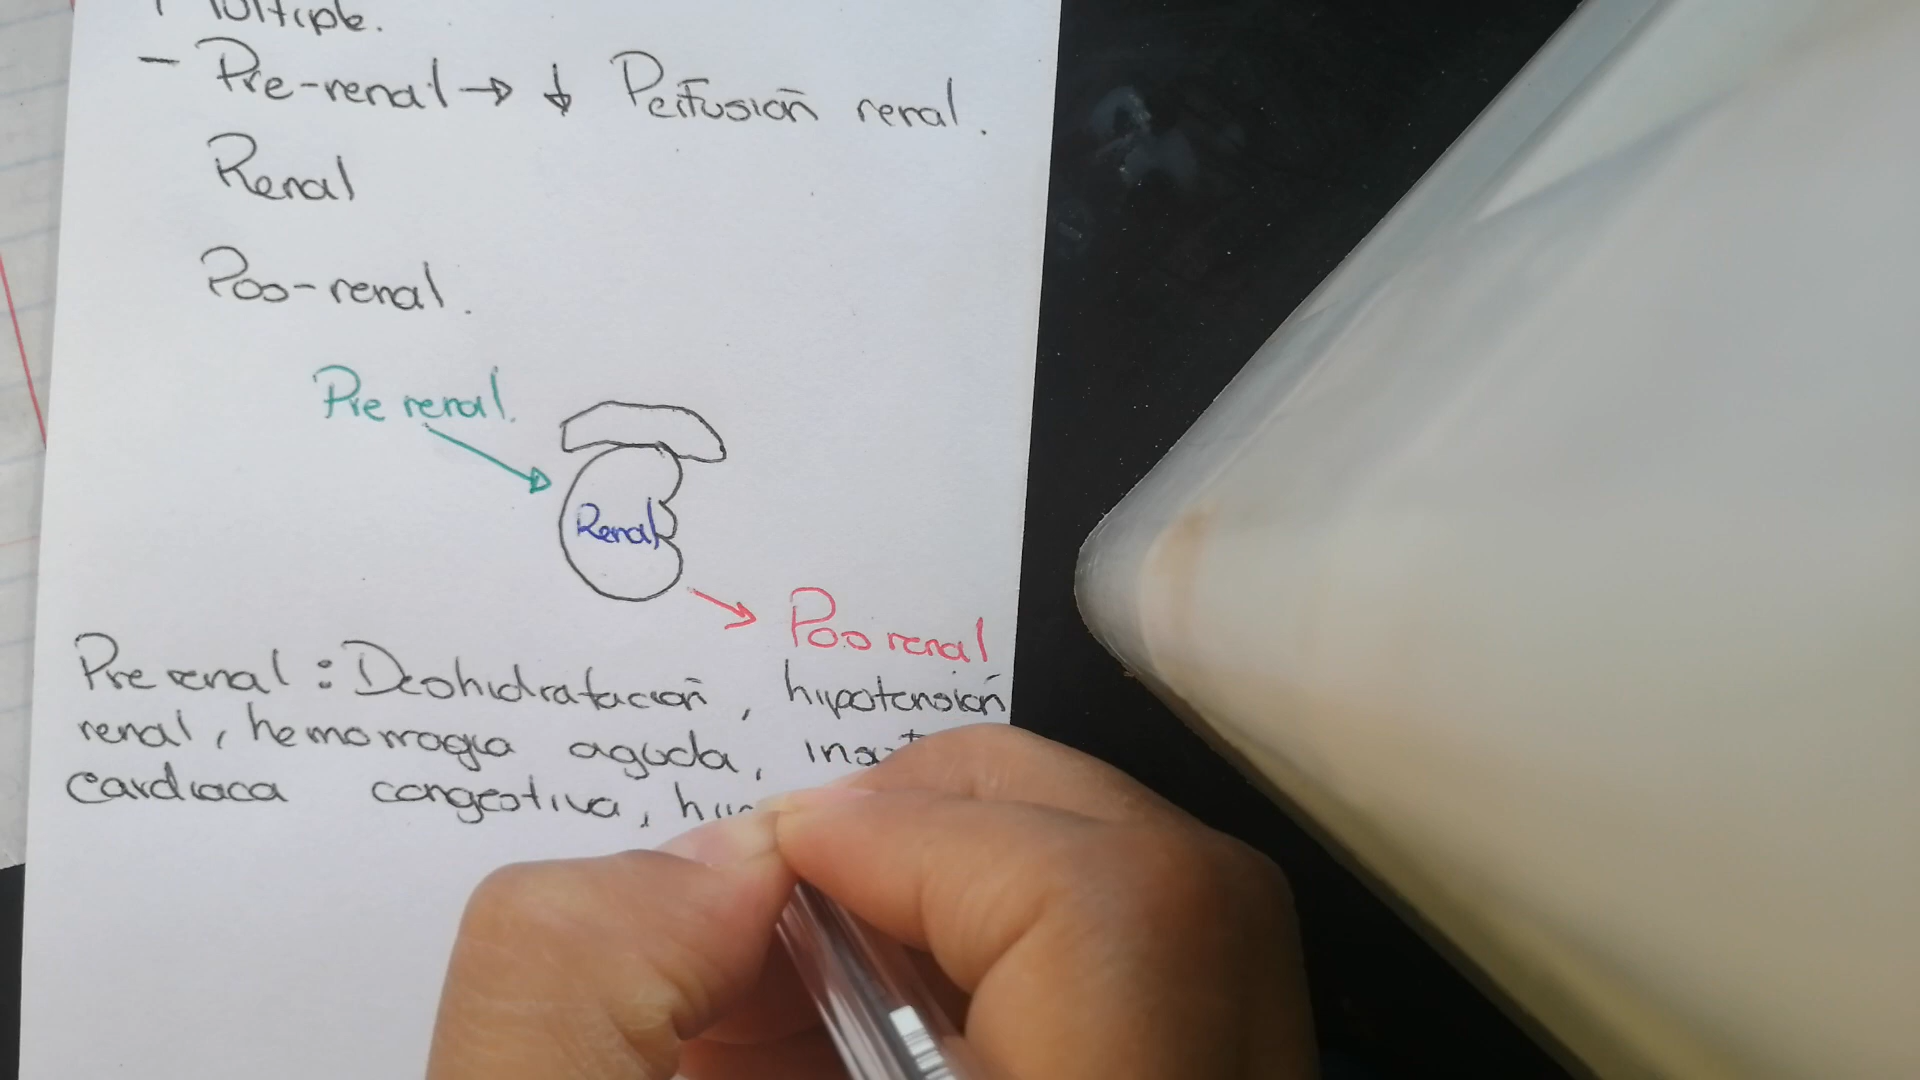 Múltiple.
- Pre-renal → ↓ Perfusión renal.
Renal
Pos-renal.
Pre renal.
Renal
Pos renal
Pre renal: Deshidratación, hipotensión
renal, hemorragia aguda,
cardiaca congestiva,